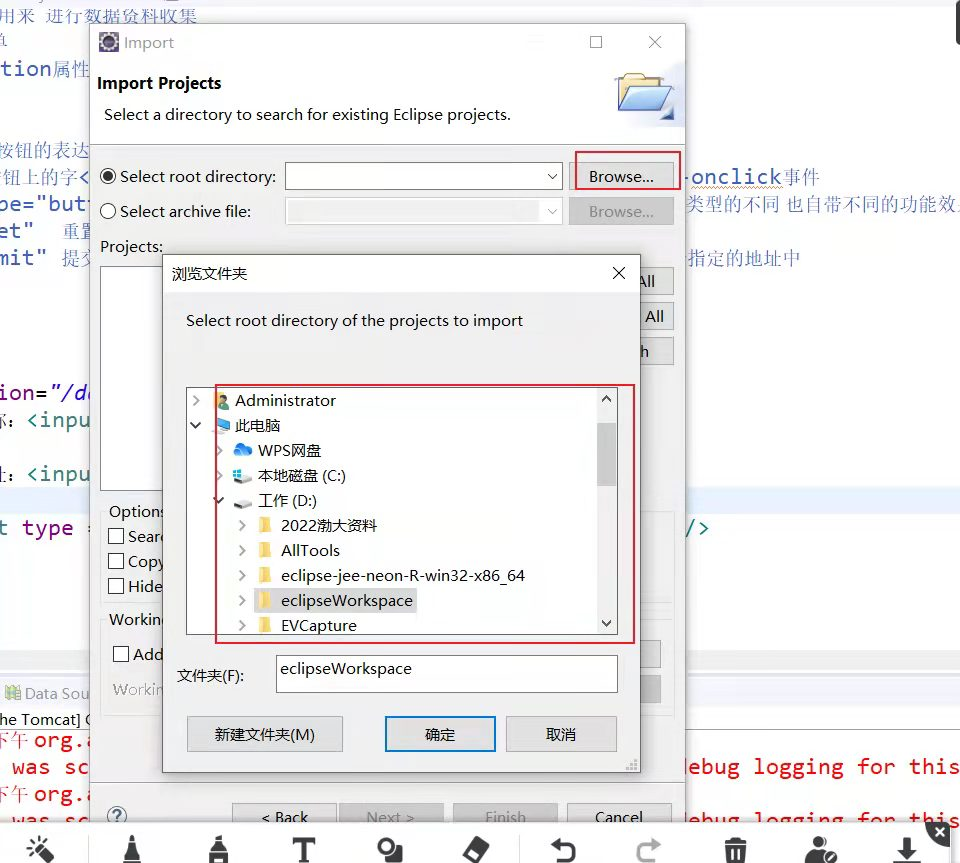 用来 进行数据资料收集
Import
tion属性
Import Projects
Select a directory to search for existing Eclipse projects.
按钮的表达
Select root directory:
Browse...
钮上的字<
onclick事件
Select archive file:
Browse...
pe="but
类型的不同 也自带不同的功能效
et" 重置
Projects:
mit" 提交
指定的地址中
浏览文件夹
All
Select root directory of the projects to import
All
h
Administrator
此电脑
WPS网盘
本地磁盘 (C:)
工作 (D:)
2022渤大资料
AllTools
eclipse-jee-neon-R-win32-x86_64
eclipseWorkspace
EVCapture
ion="/d
<inpu
<inpu
t type =
/>
Options
Sear
Copy
Hide
Workin
Add
Workin
文件夹(F):
eclipseWorkspace
新建文件夹(M)
确定
取消
Data Sou
he Tomcat]
下午 org.a
was sc
ebug logging for this
下午 org.a
was sc
ebug logging for this
< Back
Next >
Finish
Cancel